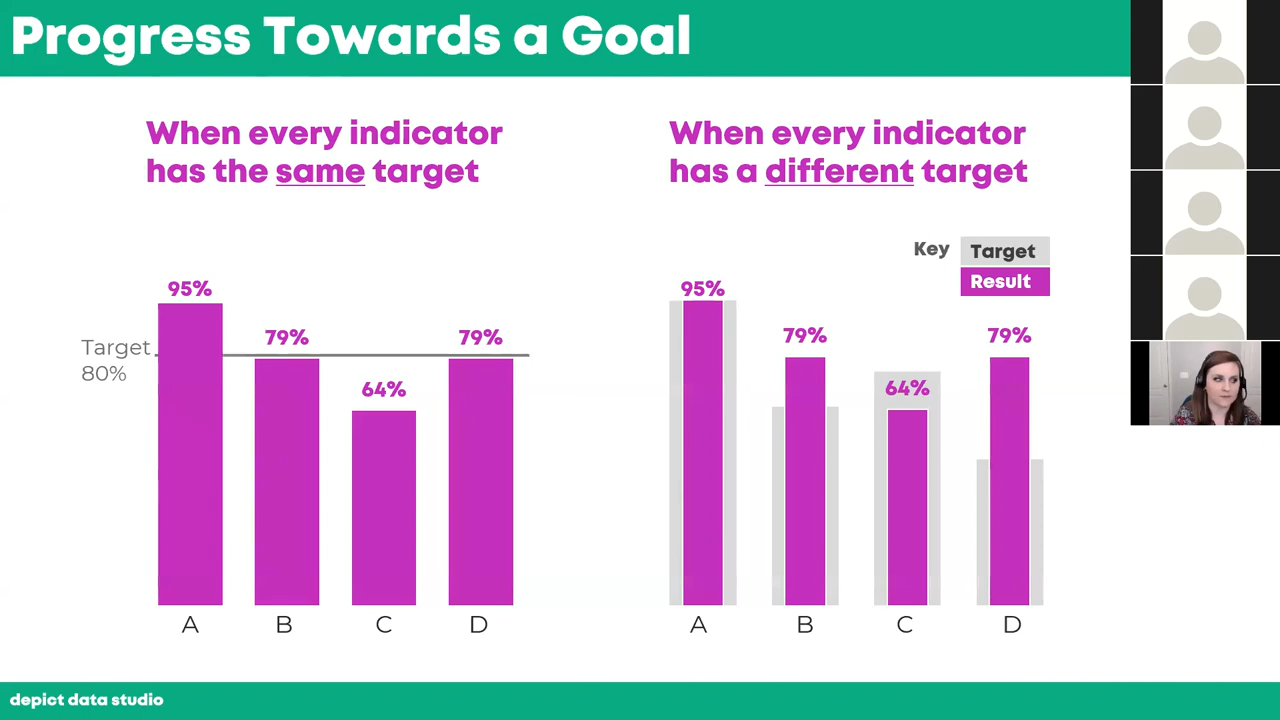 Progress Towards a Goal
When every indicator
has the same target
95%
79%
79%
64%
Target
80%
A B C D
When every indicator
has a different target
Key Target
Result
95%
79%
79%
64%
A B C D
depict data studio